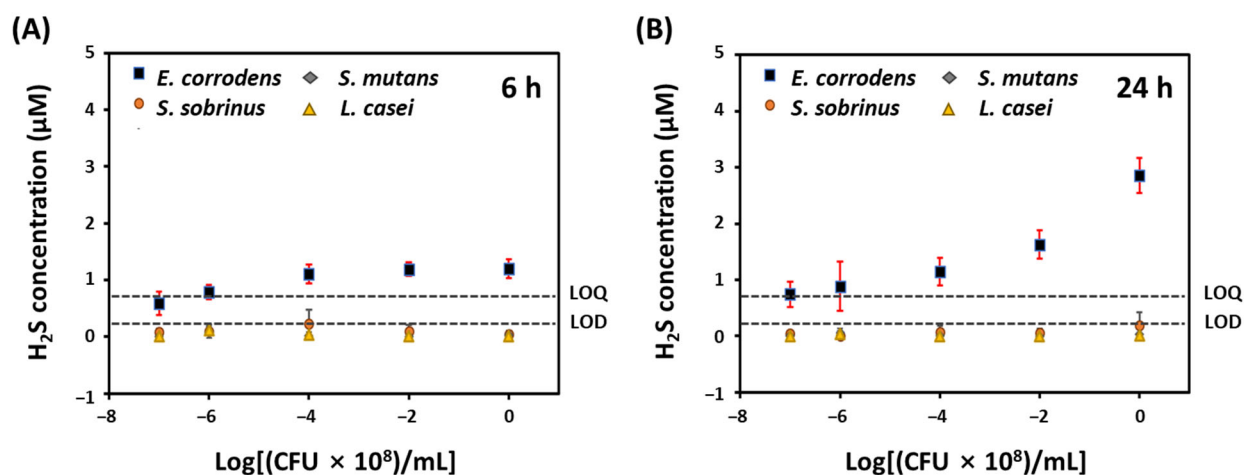 (A)
H₂S concentration (µM)
5
4
3
2
1
0
−1
E. corrodens
S. mutans
S. sobrinus
L. casei
6 h
LOQ
LOD
−8
−6
−4
−2
0
Log[(CFU × 10⁸)/mL]
(B)
H₂S concentration (µM)
5
4
3
2
1
0
−1
E. corrodens
S. mutans
S. sobrinus
L. casei
24 h
LOQ
LOD
−8
−6
−4
−2
0
Log[(CFU × 10⁸)/mL]